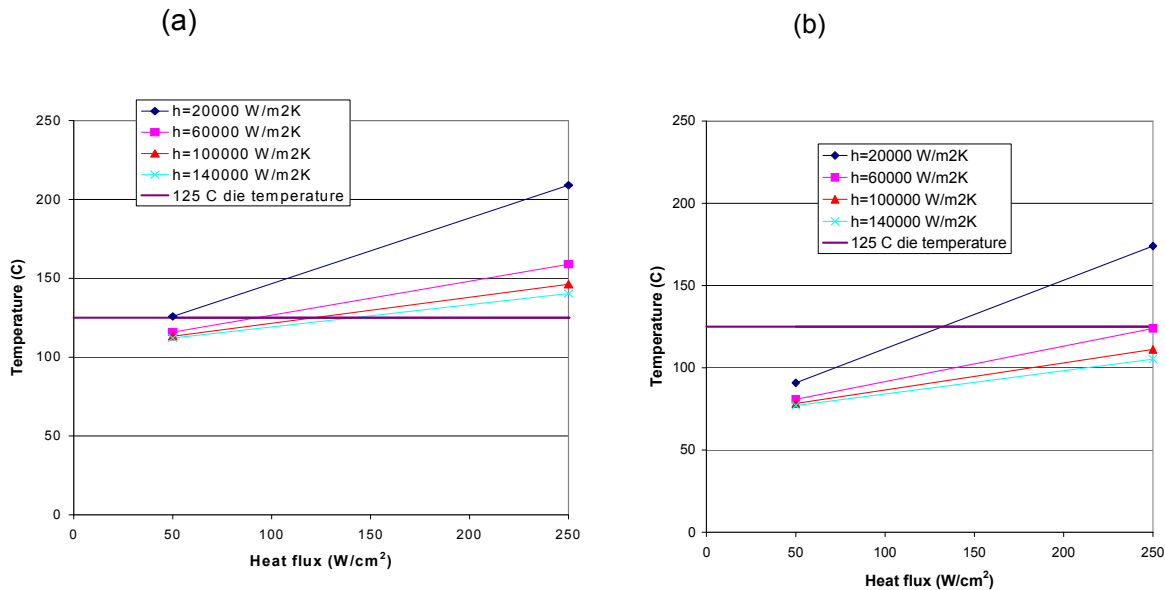 (a)
h=20000 W/m2K
h=60000 W/m2K
h=100000 W/m2K
h=140000 W/m2K
125 C die temperature
250
200
150
100
50
0
Temperature (C)
0 50 100 150 200 250
Heat flux (W/cm²)
(b)
h=20000 W/m2K
h=60000 W/m2K
h=100000 W/m2K
h=140000 W/m2K
125 C die temperature
250
200
150
100
50
0
Temperature (C)
0 50 100 150 200 250
Heat flux (W/cm²)